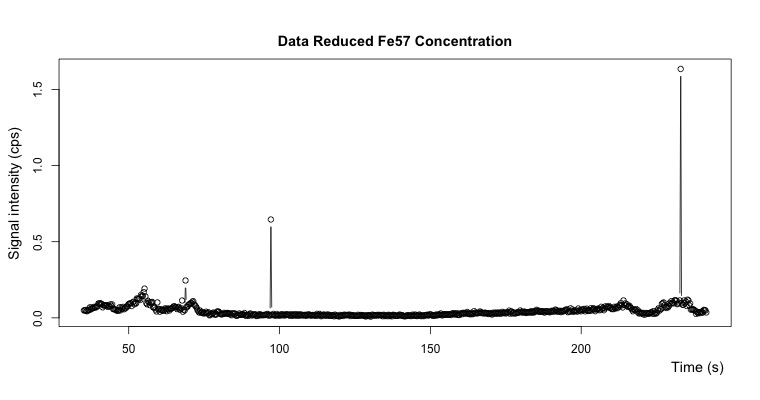 Data Reduced Fe57 Concentration
Signal intensity (cps)
1.5
1.0
0.5
0.0
50 100 150 200
Time (s)